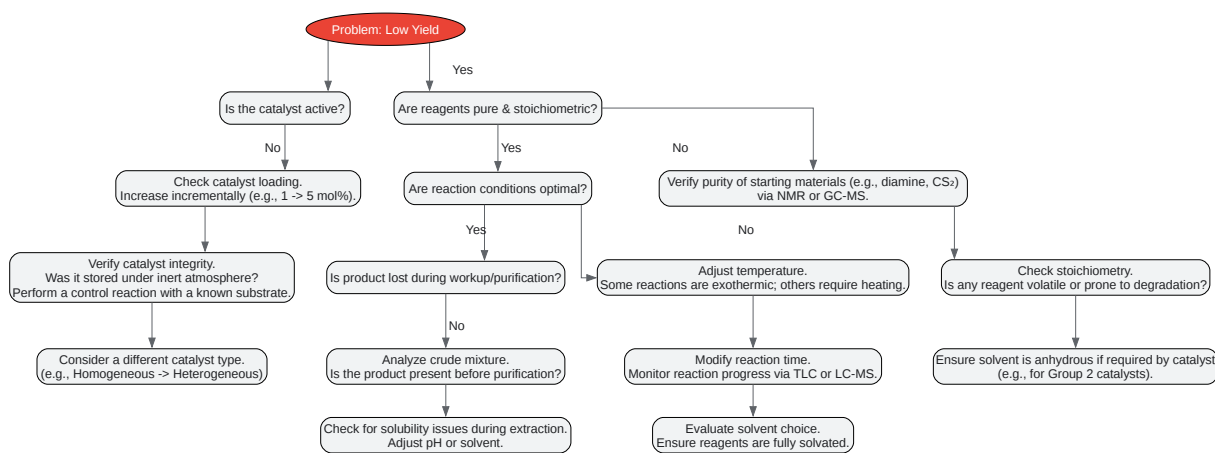 Problem: Low Yield
Yes
Is the catalyst active?
Are reagents pure & stoichiometric?
No
Yes
No
Check catalyst loading.
Increase incrementally (e.g., 1 -> 5 mol%).
Are reaction conditions optimal?
Verify purity of starting materials (e.g., diamine, CS₂)
via NMR or GC-MS.
Yes
No
Verify catalyst integrity.
Was it stored under inert atmosphere?
Perform a control reaction with a known substrate.
Is product lost during workup/purification?
Adjust temperature.
Some reactions are exothermic; others require heating.
Check stoichiometry.
Is any reagent volatile or prone to degradation?
No
Consider a different catalyst type.
(e.g., Homogeneous -> Heterogeneous)
Analyze crude mixture.
Is the product present before purification?
Modify reaction time.
Monitor reaction progress via TLC or LC-MS.
Ensure solvent is anhydrous if required by catalyst
(e.g., for Group 2 catalysts).
Check for solubility issues during extraction.
Adjust pH or solvent.
Evaluate solvent choice.
Ensure reagents are fully solvated.